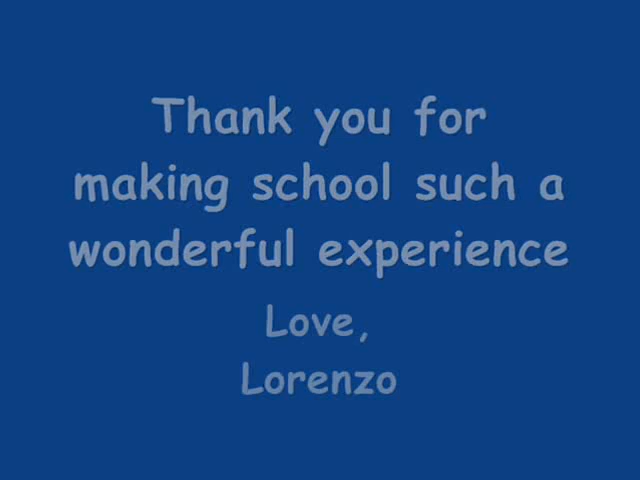 Thank you for
making school such a
wonderful experience
Love,
Lorenzo